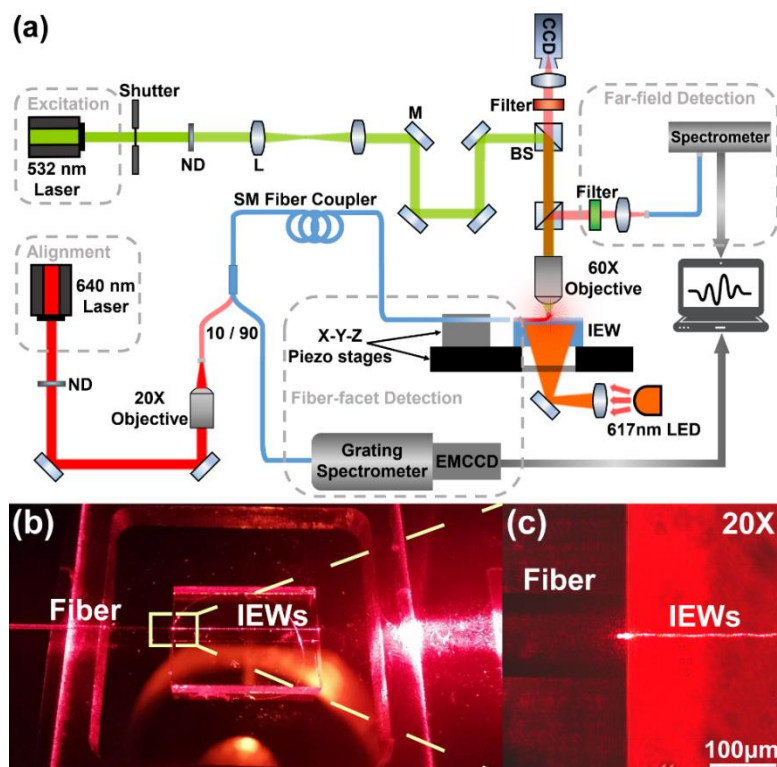 (a)
CCD
Excitation
Shutter
Filter
Far-field Detection
M
Spectrometer
BS
532 nm
Laser
ND
L
Filter
SM Fiber Coupler
Alignment
60X
Objective
640 nm
Laser
10 / 90
X-Y-Z
Piezo stages
IEW
ND
20X
Objective
Fiber-facet Detection
617nm LED
Grating
Spectrometer
EMCCD
(b)
Fiber
IEWs
(c)
20X
Fiber
IEWs
100μm